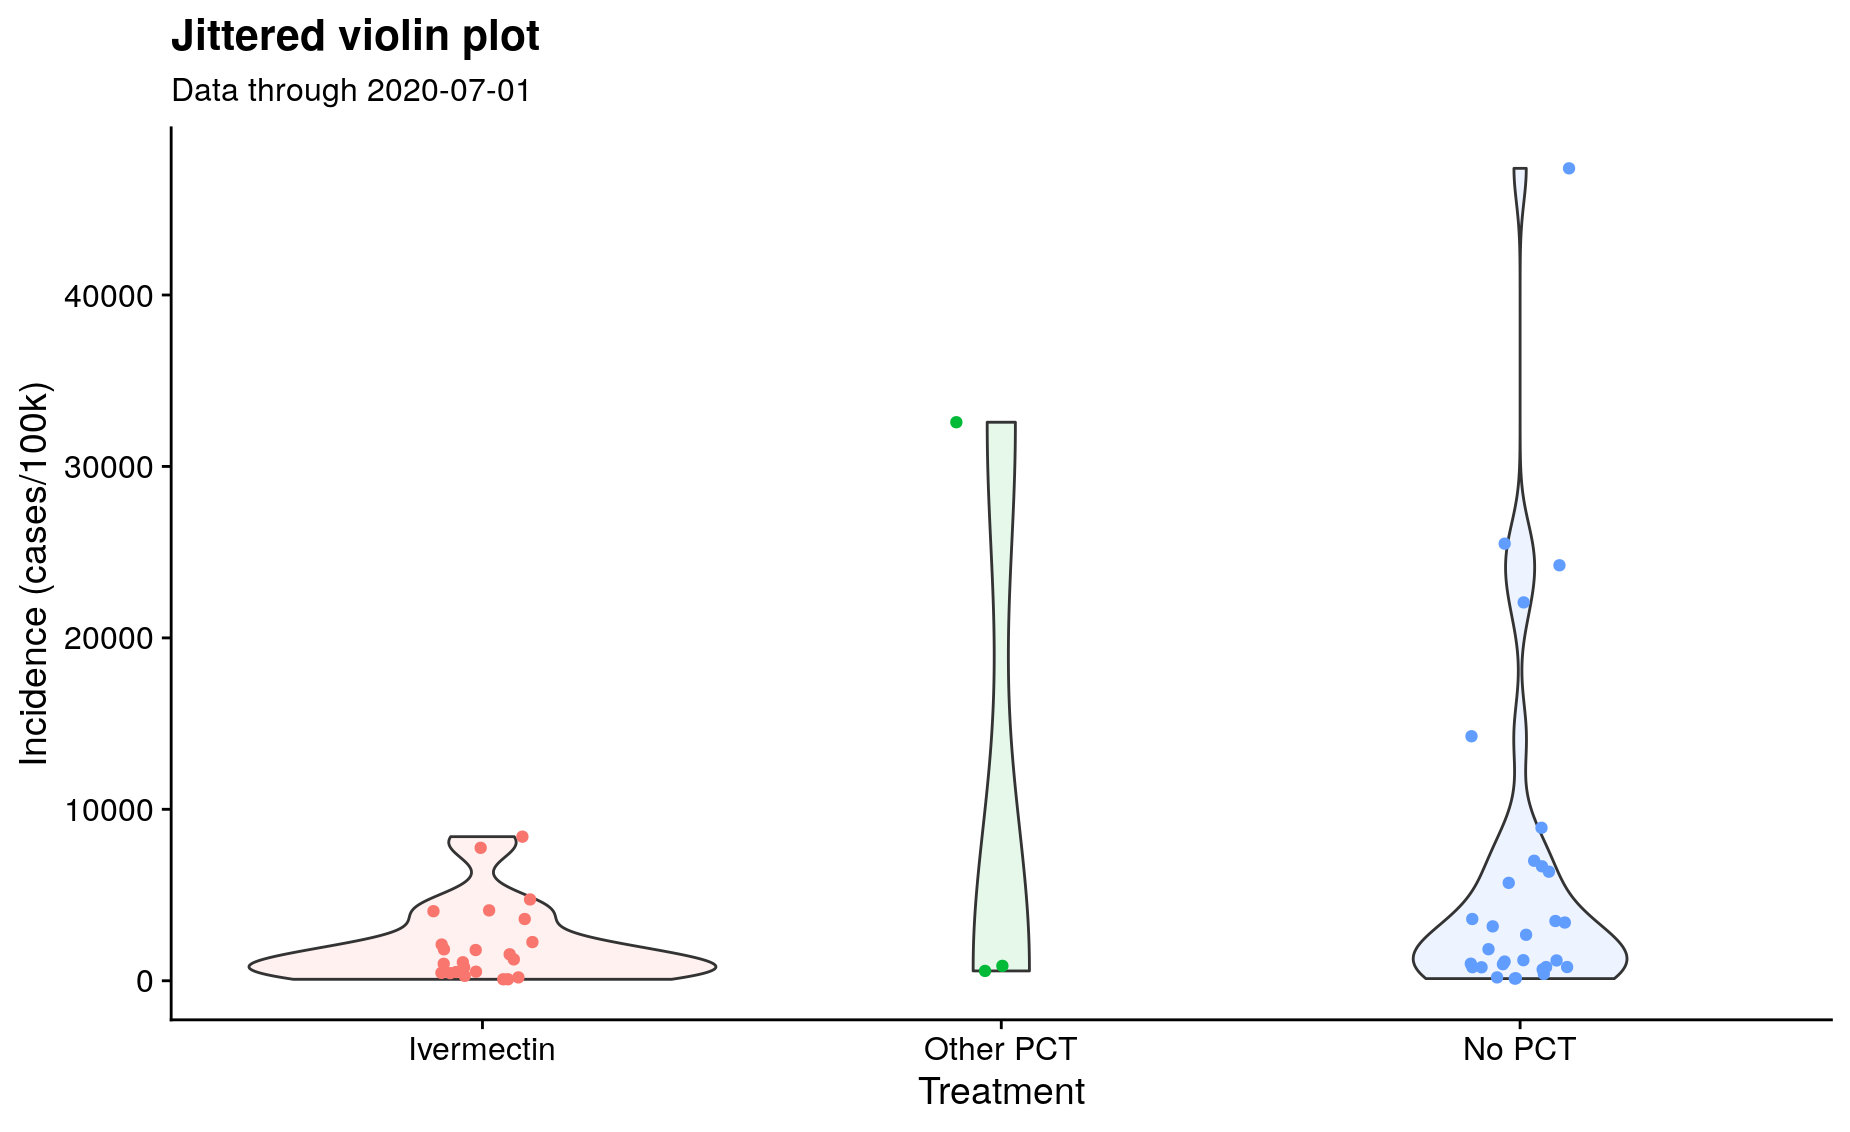 Jittered violin plot
Data through 2020-07-01
Incidence (cases/100k)
40000
30000
20000
10000
0
Ivermectin
Other PCT
No PCT
Treatment